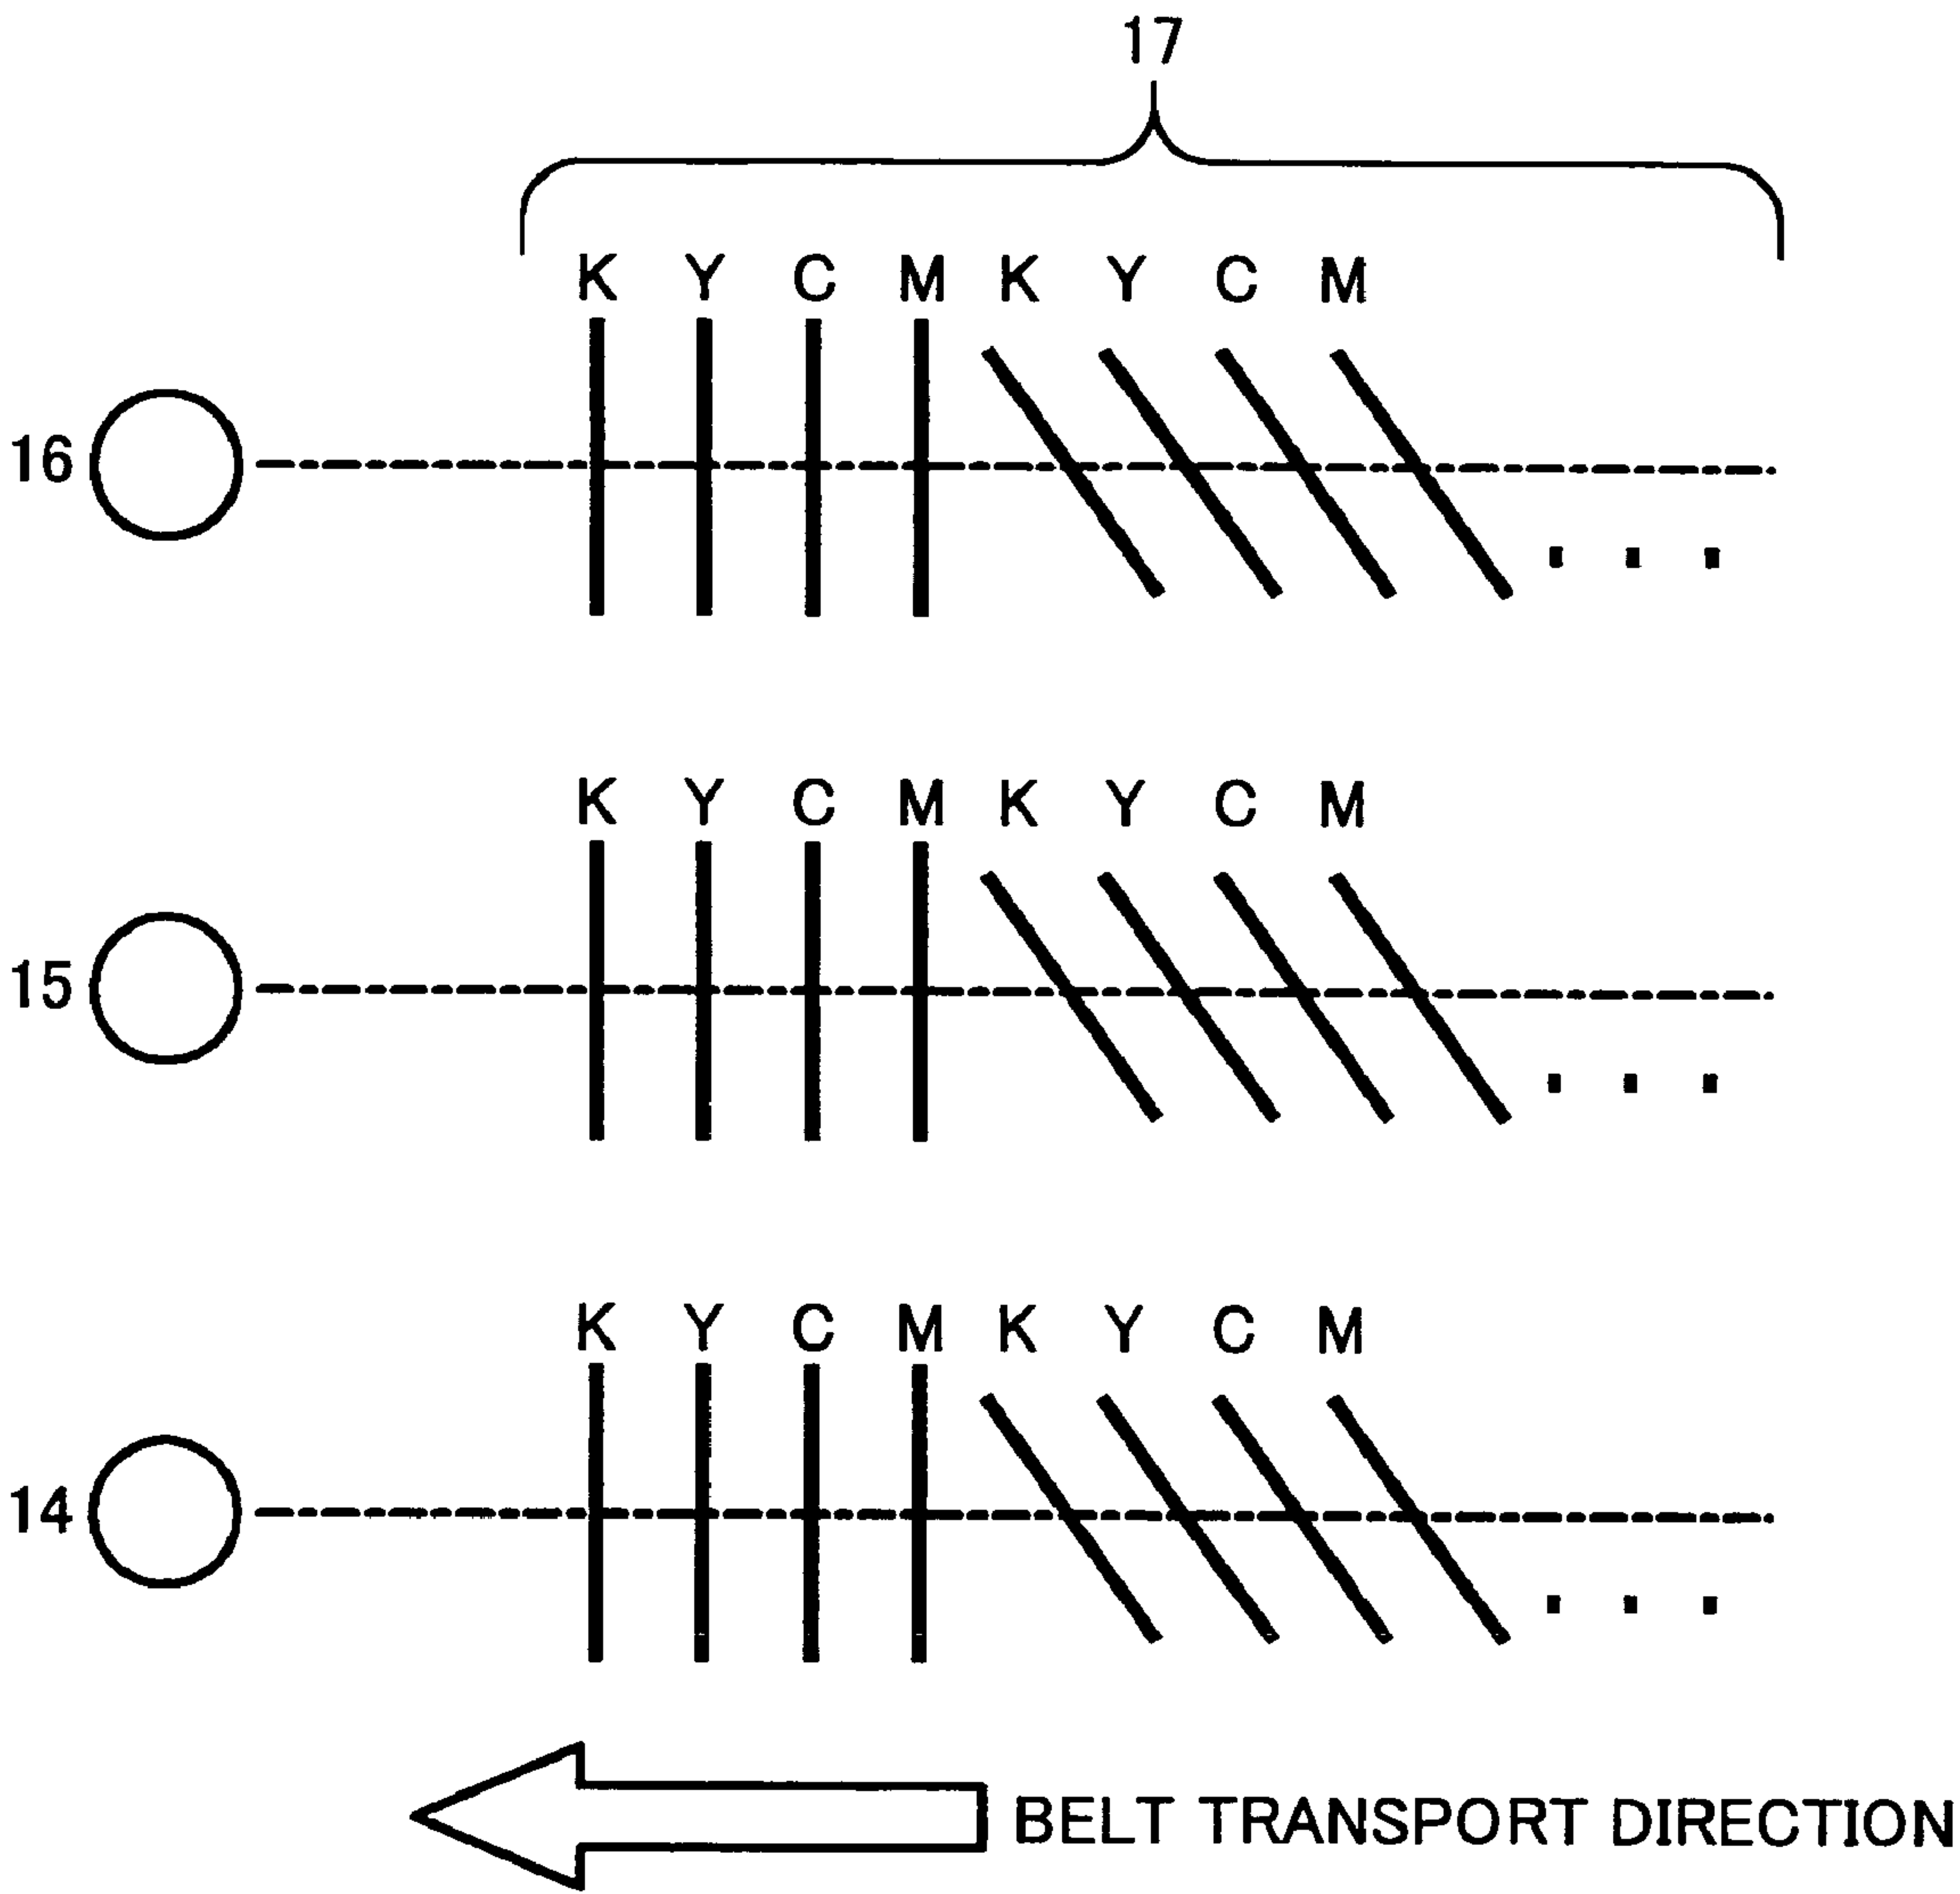 17
K Y C M K Y C M
16
K Y C M K Y C M
15
K Y C M K Y C M
14
BELT TRANSPORT DIRECTION